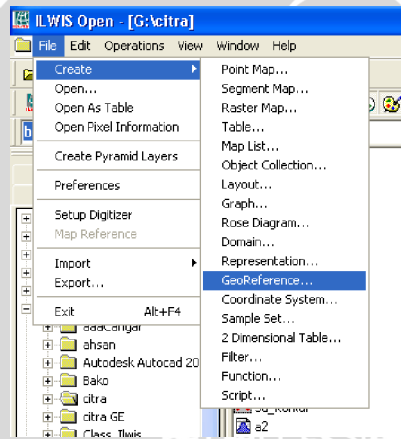 ILWIS Open - [G:\citra]
File Edit Operations View Window Help
Create
Open...
Open As Table
Open Pixel Information
Create Pyramid Layers
Preferences
Setup Digitizer
Map Reference
Import
Export...
Exit Alt+F4
Point Map...
Segment Map...
Raster Map...
Table...
Map List...
Object Collection...
Layout...
Graph...
Rose Diagram...
Domain...
Representation...
GeoReference...
Coordinate System...
Sample Set...
2 Dimensional Table...
Filter...
Function...
Script...
aaaCangar
ahsan
Autodesk Autocad 20
Bako
citra
citra GE
Class Ilwis
a2